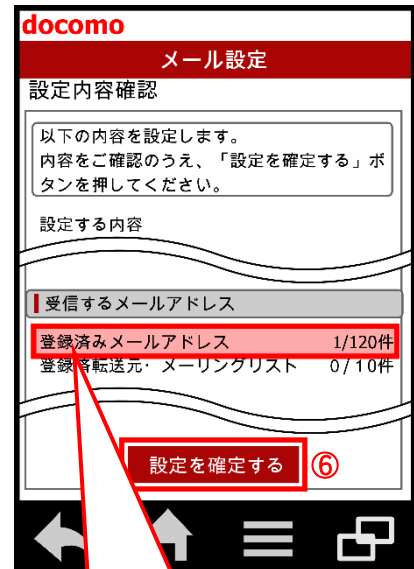 docomo
メール設定
設定内容確認
以下の内容を設定します。
内容をご確認のうえ、「設定を確定する」ボ
タンを押してください。
設定する内容
受信するメールアドレス
登録済みメールアドレス 1/120件
登録済転送元・メーリングリスト 0/10件
設定を確定する ⑥